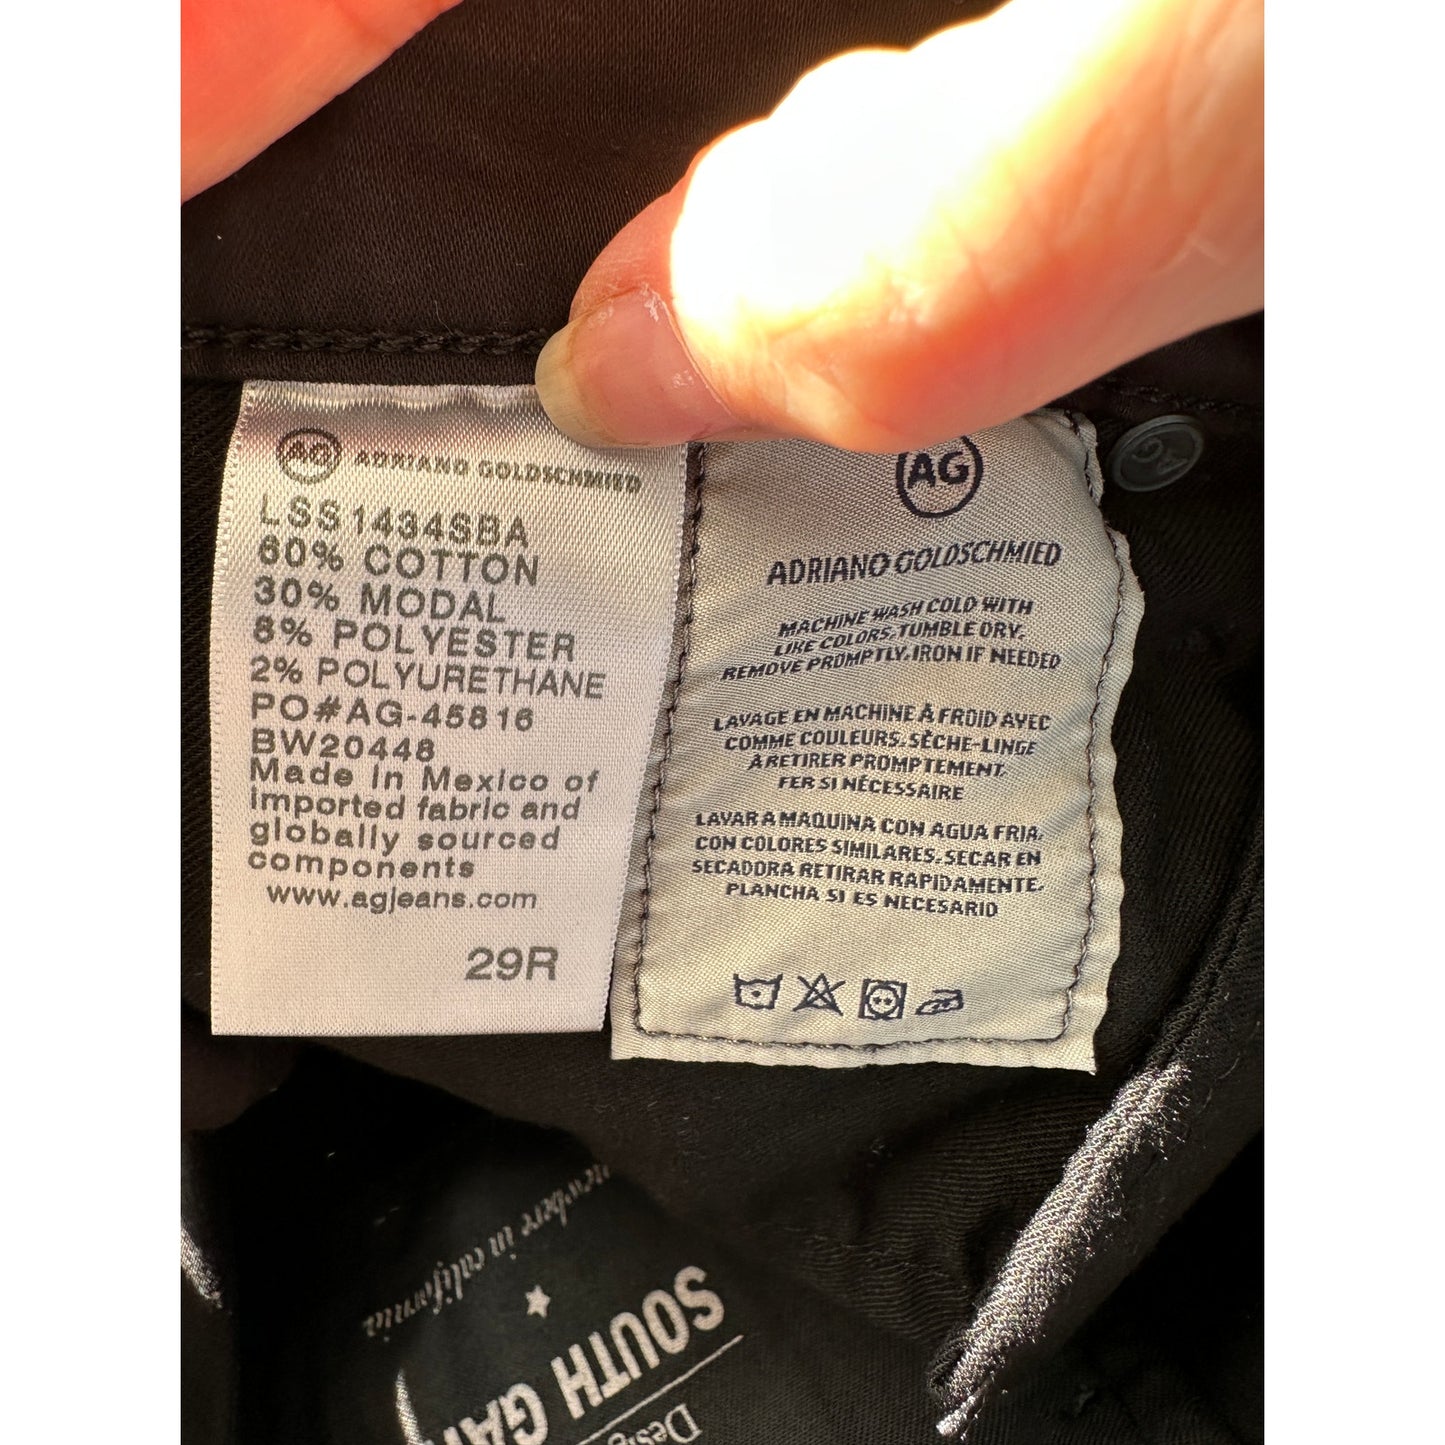 AG ADRIANO GOLDSCHMIED
LSS1434SBA
60% COTTON
30% MODAL
8% POLYESTER
2% POLYURETHANE
PO#AG-45816
BW20448
Made in Mexico of
imported fabric and
globally sourced
components
www.agjeans.com
29R
AG
ADRIANO GOLDSCHMIED
MACHINE WASH COLD WITH
LIKE COLORS, TUMBLE DRY,
REMOVE PROMPTLY, IRON IF NEEDED
LAVAGE EN MACHINE À FROID AVEC
COMME COULEURS. SÈCHE-LINGE
À RETIRER PROMPTEMENT,
FER SI NÉCESSAIRE
LAVAR A MAQUINA CON AGUA FRIA,
CON COLORES SIMILARES. SECAR EN
SECADORA RETIRAR RAPIDAMENTE.
PLANCHA SI ES NECESARIO
AG
in california
SOUTH